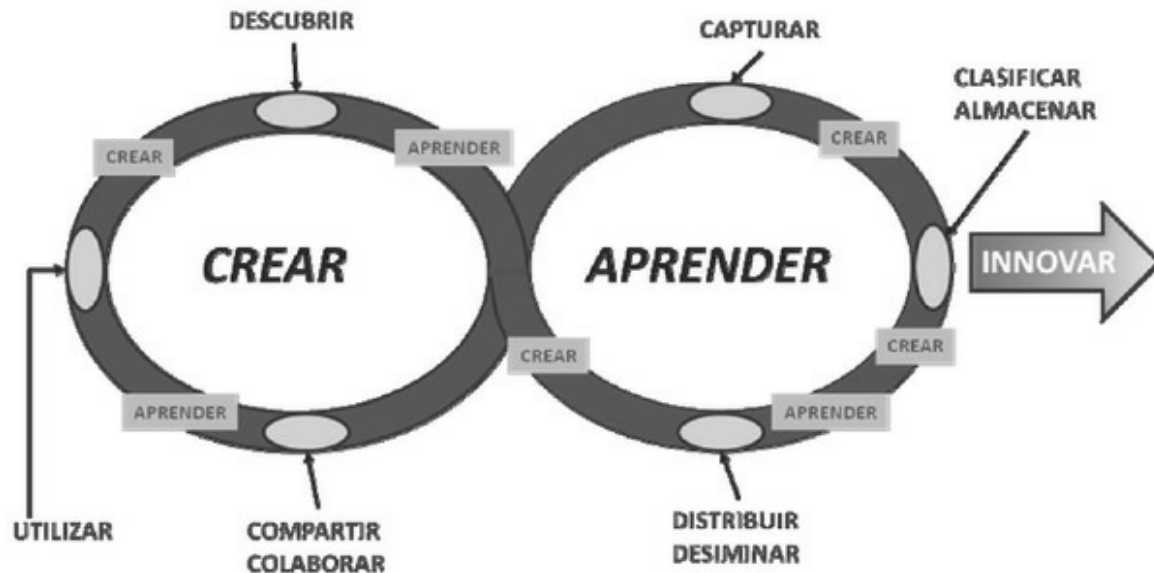 DESCUBRIR
CAPTURAR
CLASIFICAR
ALMACENAR
CREAR
APRENDER
CREAR
CREAR
APRENDER
INNOVAR
CREAR
CREAR
APRENDER
APRENDER
UTILIZAR
COMPARTIR
COLABORAR
DISTRIBUIR
DESIMINAR